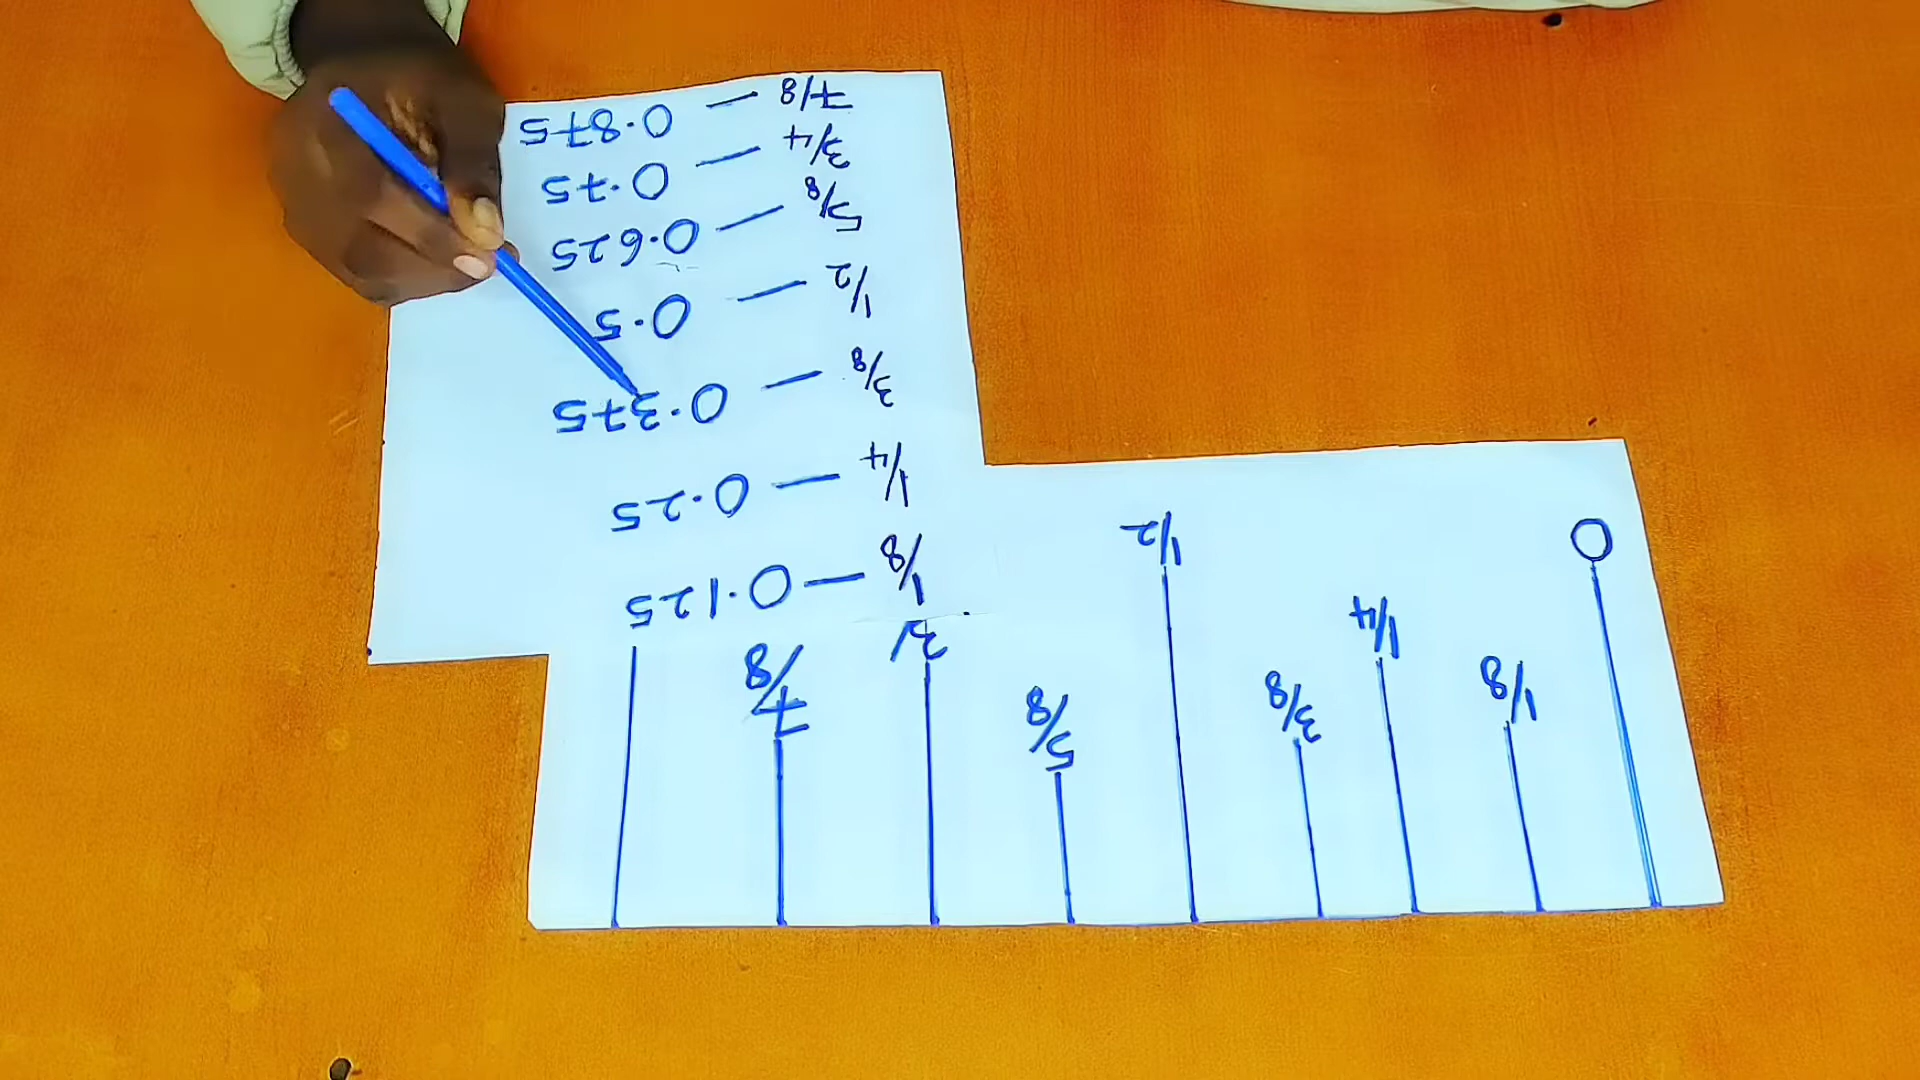 0 1/8 1/4 3/8 1/2 5/8 3/ 7/8
1/8 — 0.125
1/4 — 0.25
3/8 — 0.375
1/2 — 0.5
5/8 — 0.625
3/4 — 0.75
7/8 — 0.875